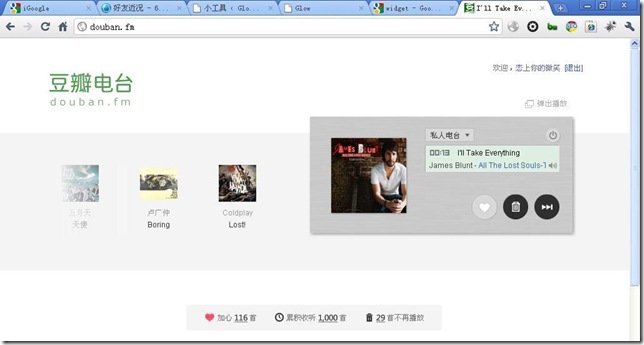 iGoogle
好友近况 - 6...
小工具 ( Glo...
Glow
widget - Goo...
I'll Take Ev...
douban.fm
欢迎，恋上你的微笑 [退出]
豆瓣电台
douban.fm
弹出播放
私人电台
00:13 I'll Take Everything
James Blunt - All The Lost Souls-T
JAMES BLUNT
五月天
天使
卢广仲
Boring
Coldplay
Lost!
加心 116 首
累积收听 1,000 首
29 首不再播放